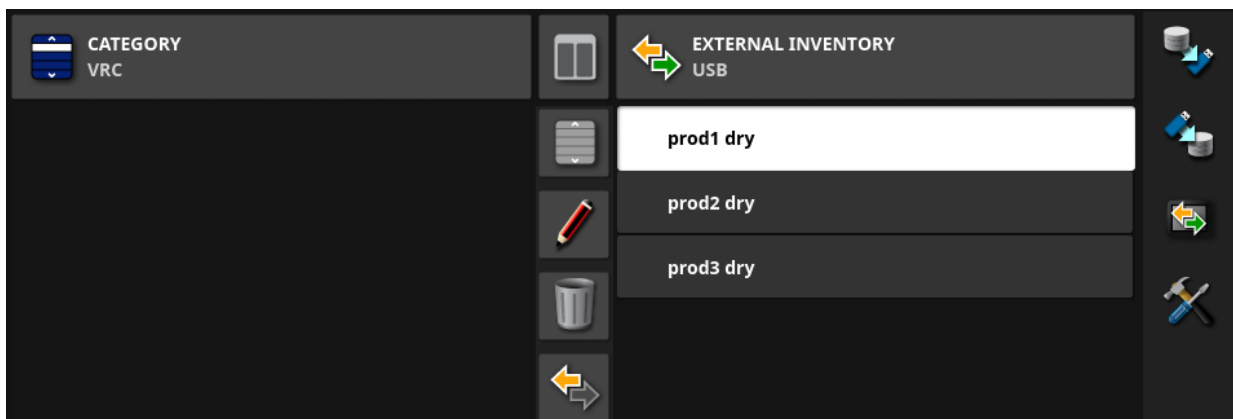 CATEGORY
VRC
EXTERNAL INVENTORY
USB
prod1 dry
prod2 dry
prod3 dry